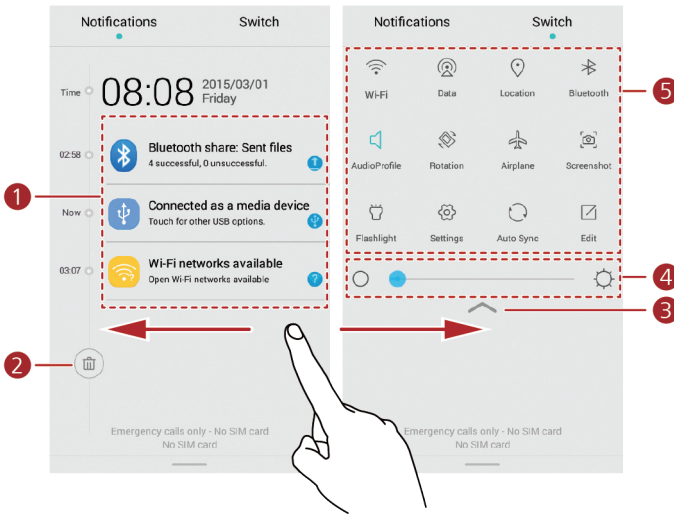 Notifications
Switch
Time
08:08
2015/03/01
Friday
02:58
Bluetooth share: Sent files
4 successful, 0 unsuccessful.
1
Now
Connected as a media device
Touch for other USB options.
03:07
Wi-Fi networks available
Open Wi-Fi networks available
?
2
Emergency calls only - No SIM card
No SIM card
Notifications
Switch
Wi-Fi
Data
Location
Bluetooth
5
AudioProfile
Rotation
Airplane
Screenshot
Flashlight
Settings
Auto Sync
Edit
4
3
Emergency calls only - No SIM card
No SIM card